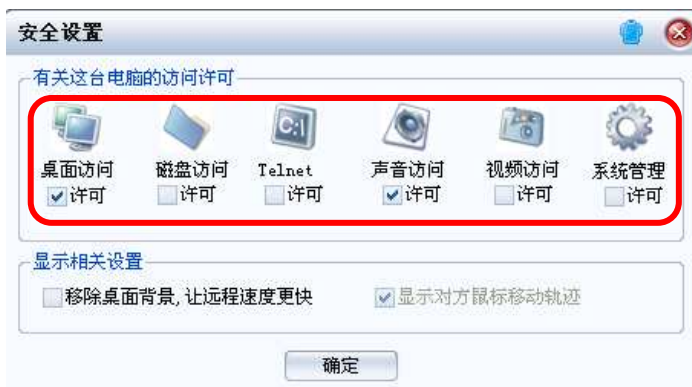 安全设置
有关这台电脑的访问许可
C:\
桌面访问 磁盘访问 Telnet 声音访问 视频访问 系统管理
许可 许可 许可 许可 许可 许可
显示相关设置
移除桌面背景,让远程速度更快 显示对方鼠标移动轨迹
确定